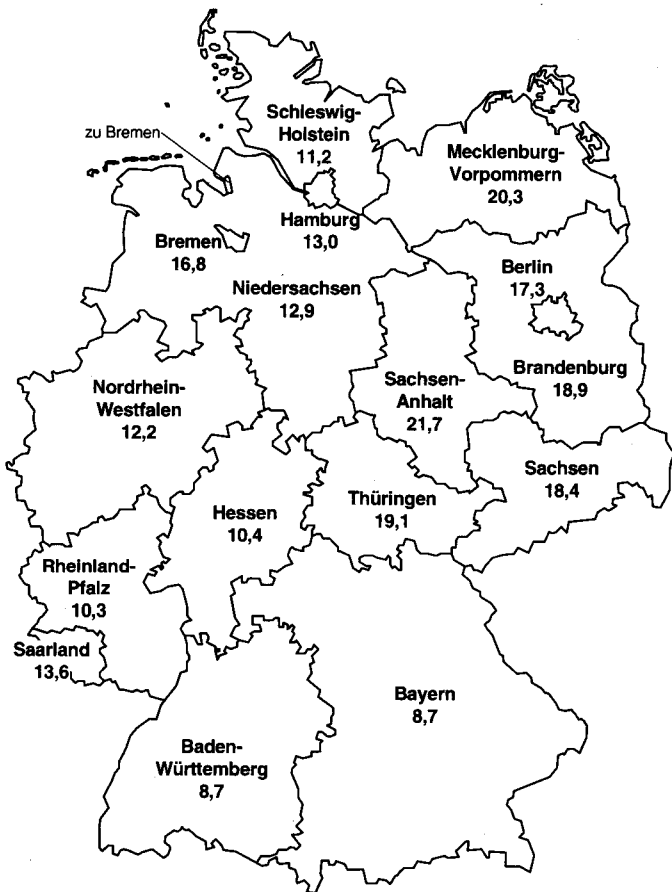 Schleswig-
Holstein
11,2
zu Bremen
Mecklenburg-
Vorpommern
20,3
Hamburg
13,0
Bremen
16,8
Berlin
17,3
Niedersachsen
12,9
Brandenburg
18,9
Nordrhein-
Westfalen
12,2
Sachsen-
Anhalt
21,7
Sachsen
18,4
Thüringen
19,1
Hessen
10,4
Rheinland-
Pfalz
10,3
Saarland
13,6
Bayern
8,7
Baden-
Württemberg
8,7